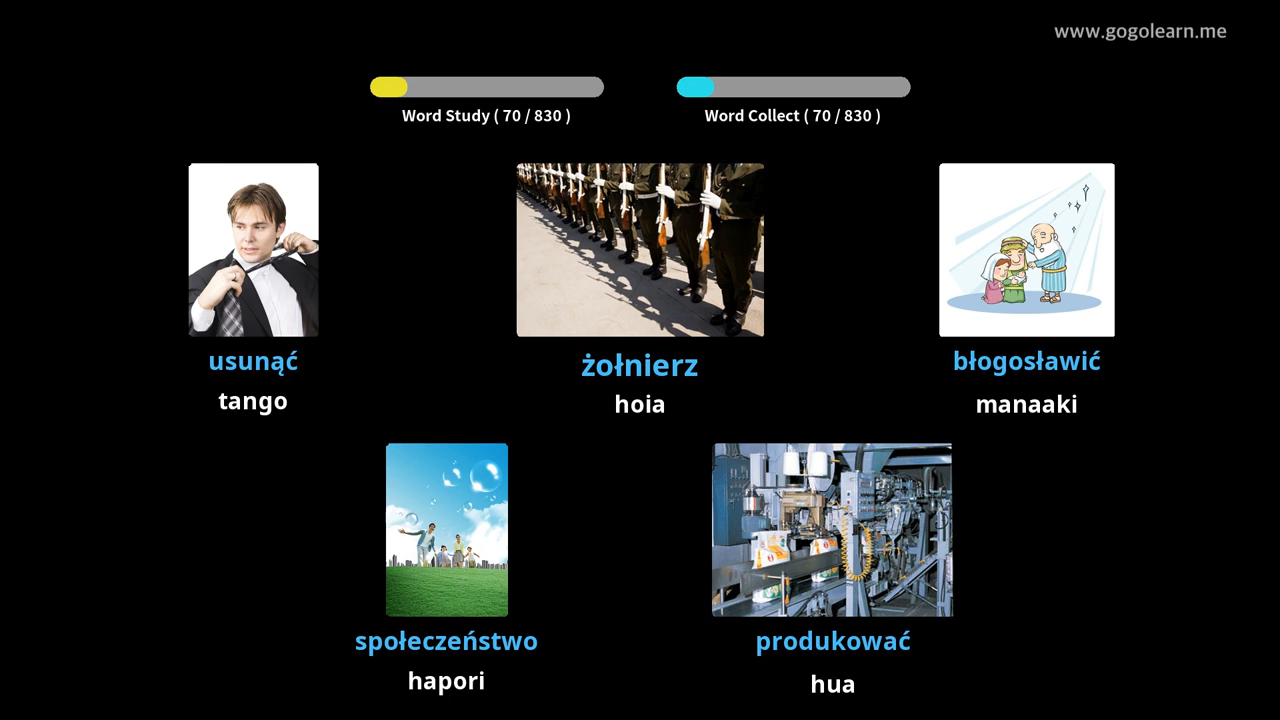 www.gogolearn.me
Word Study ( 70 / 830 )
Word Collect ( 70 / 830 )
usunąć
tango
żołnierz
hoia
błogosławić
manaaki
społeczeństwo
hapori
produkować
hua